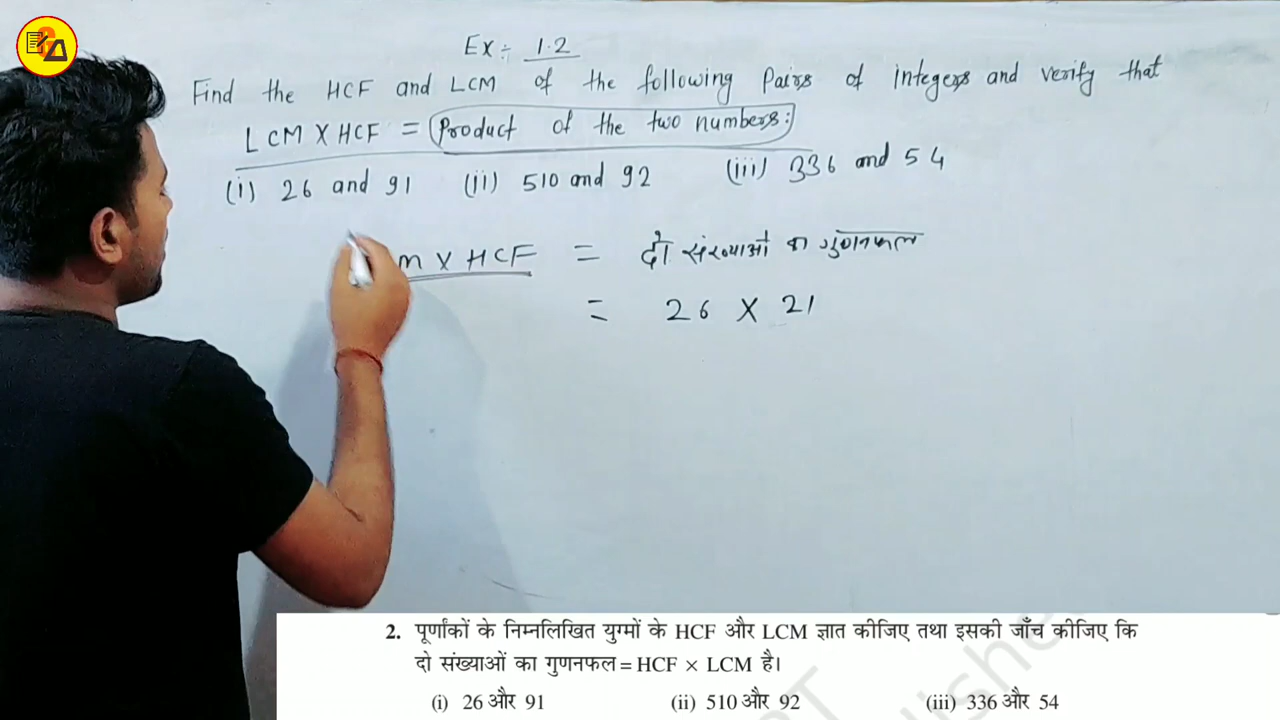 Ex ÷ 1.2
Find the HCF and LCM of the following Pairs of integers and verify that
LCM X HCF = Product of the two numbers:
(i) 26 and 91 (ii) 510 and 92 (iii) 336 and 54
m X HCF = दो संख्याओं का गुणनफल
= 26 X 21
2. पूर्णांकों के निम्नलिखित युग्मों के HCF और LCM ज्ञात कीजिए तथा इसकी जाँच कीजिए कि
दो संख्याओं का गुणनफल = HCF × LCM है।
(i) 26 और 91 (ii) 510 और 92 (iii) 336 और 54